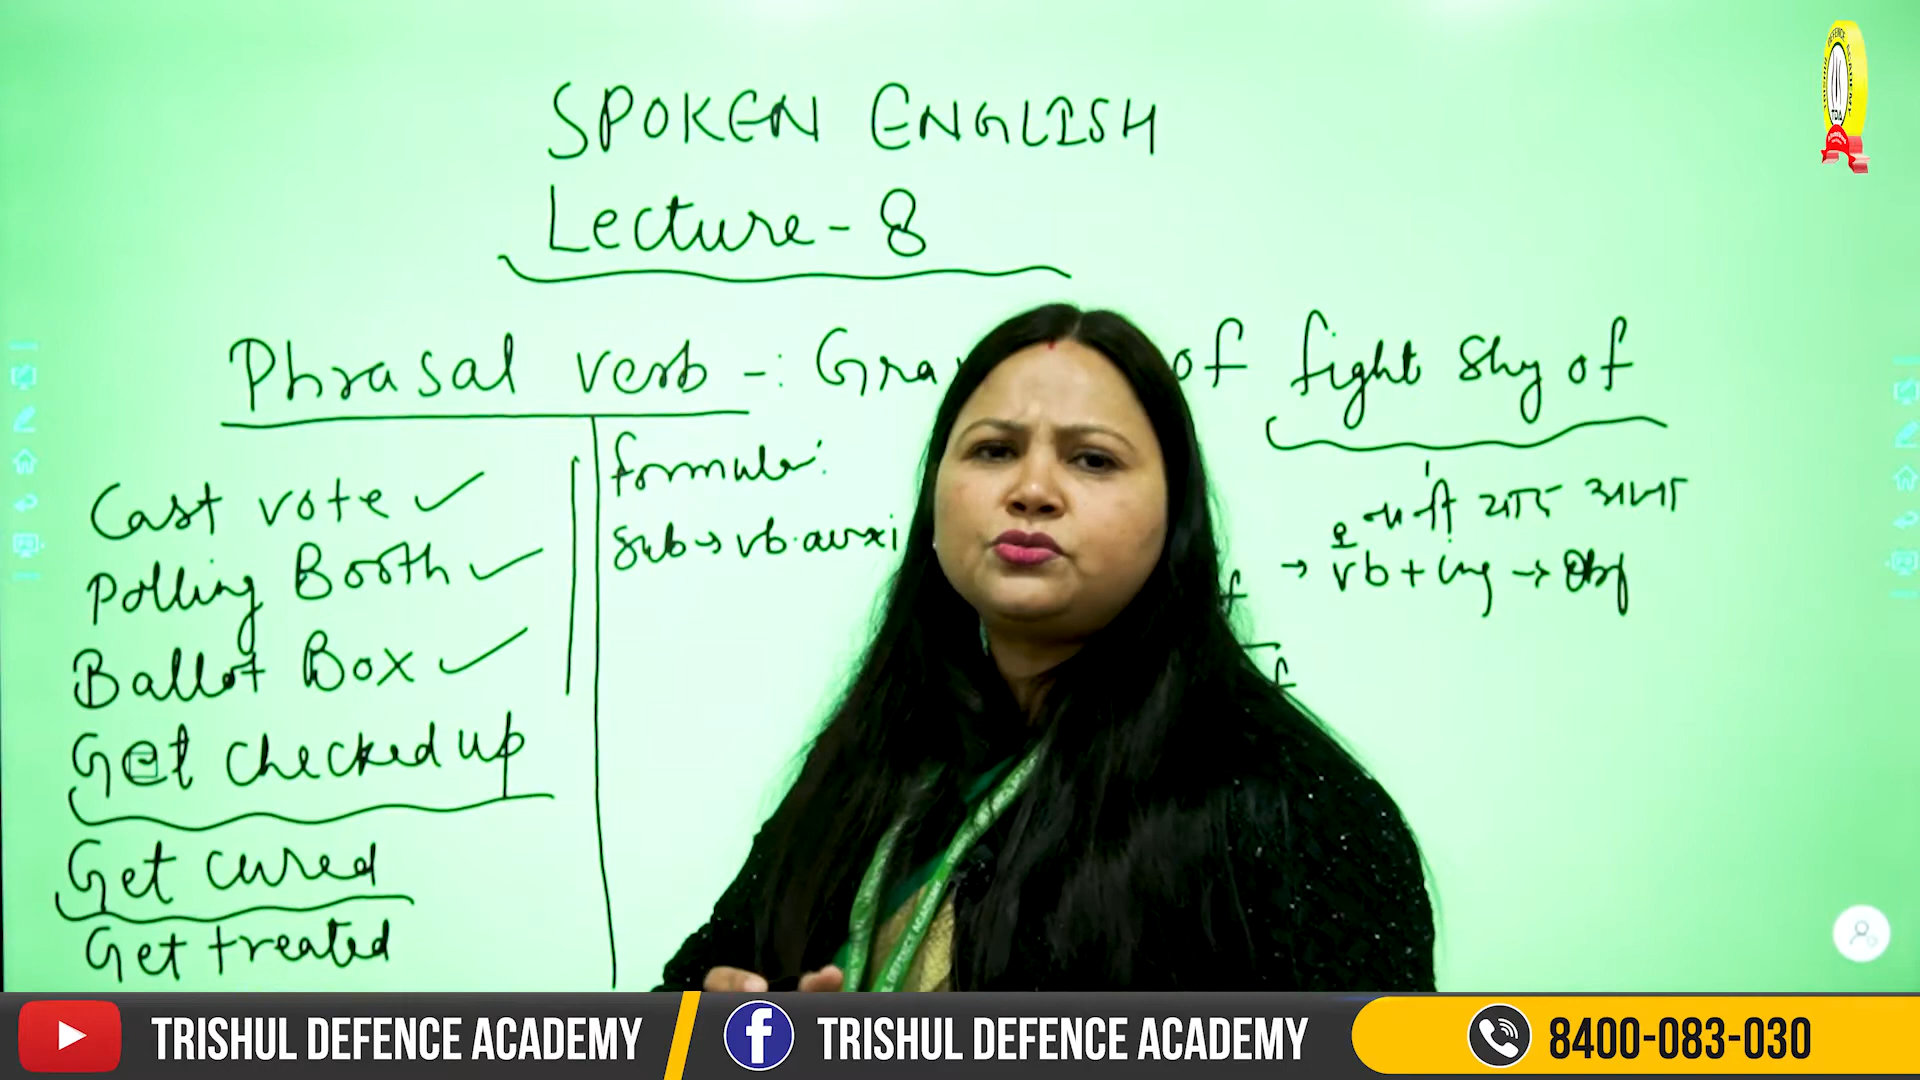 SPOKEN ENGLISH
Lecture - 8
Phrasal verb -: of fight shy of
Cast vote ✓
Polling Booth ✓
Ballot Box ✓
Get checked up
Get cured
Get treated
formula:
Sub → vb.auxi
→ vb + ing → Obj
TRISHUL DEFENCE ACADEMY
TRISHUL DEFENCE ACADEMY
8400-083-030